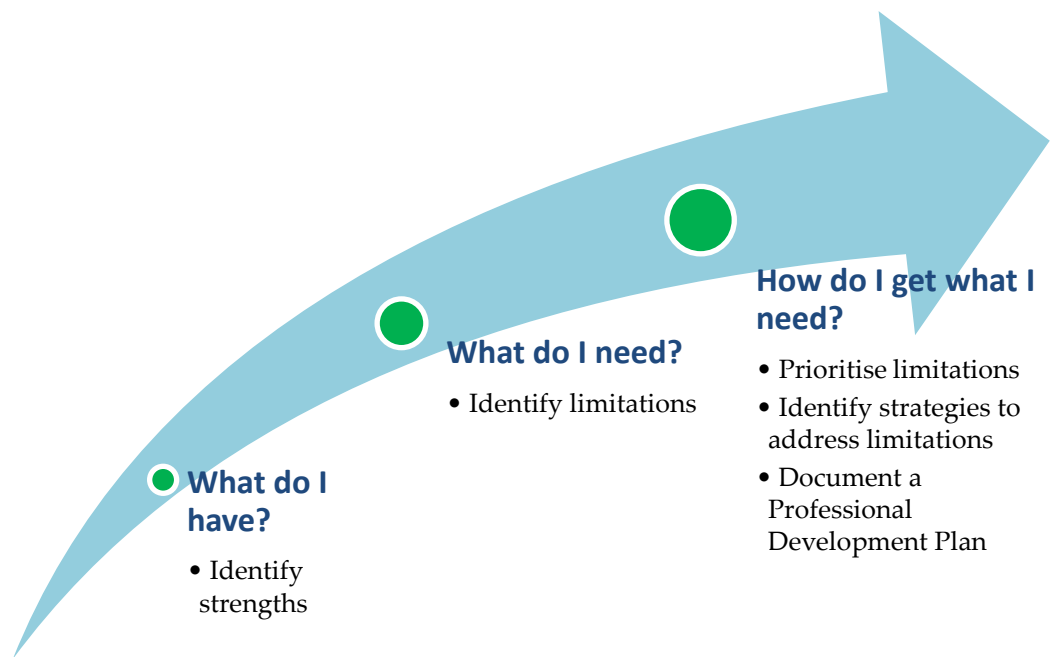 What do I
have?
• Identify
strengths
What do I need?
• Identify limitations
How do I get what I
need?
• Prioritise limitations
• Identify strategies to
address limitations
• Document a
Professional
Development Plan